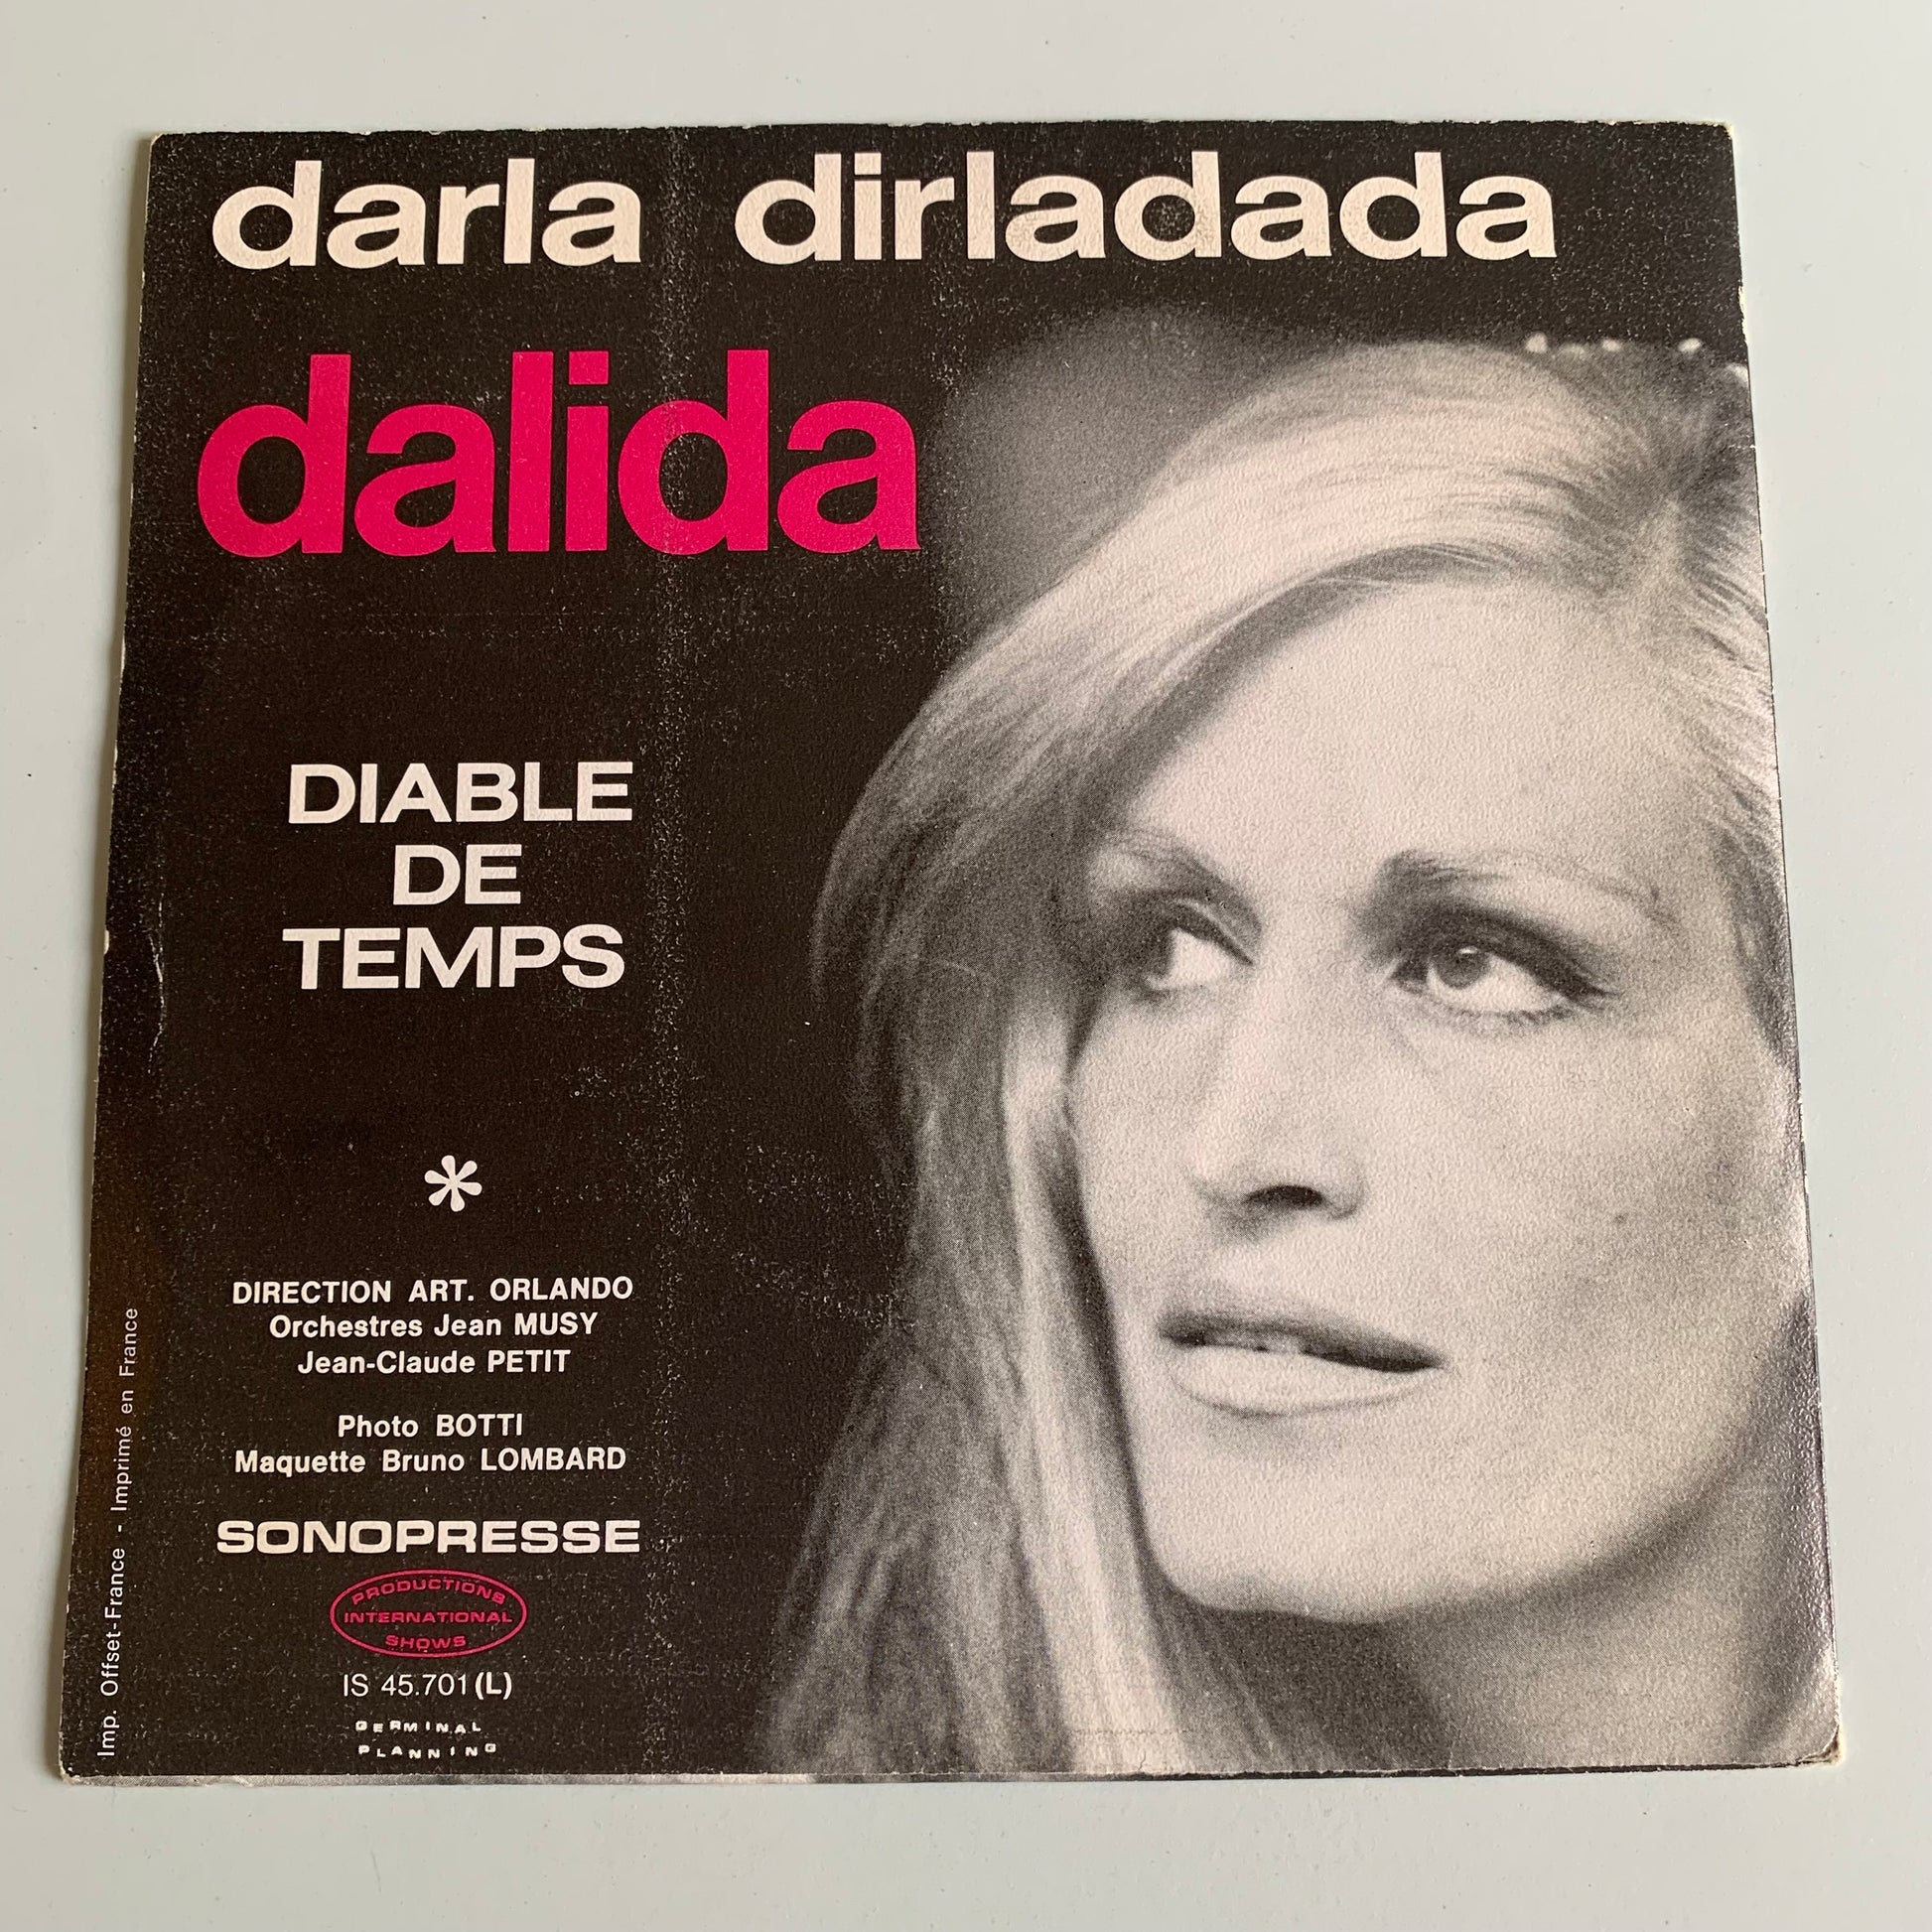 darla dirladada
dalida
DIABLE
DE
TEMPS
*
DIRECTION ART. ORLANDO
Orchestres Jean MUSY
Jean-Claude PETIT
Photo BOTTI
Maquette Bruno LOMBARD
SONOPRESSE
PRODUCTIONS
INTERNATIONAL
SHOWS
IS 45.701 (L)
GERMINAL
PLANNING
Imp. Offset-France - Imprimé en France